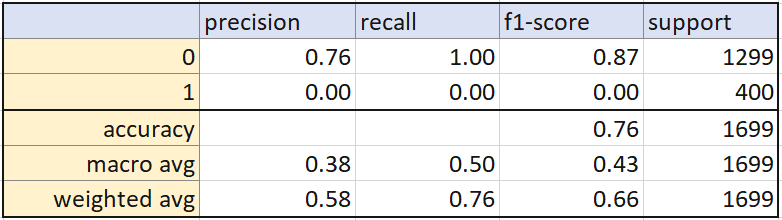 precision recall f1-score support
0 0.76 1.00 0.87 1299
1 0.00 0.00 0.00 400
accuracy 0.76 1699
macro avg 0.38 0.50 0.43 1699
weighted avg 0.58 0.76 0.66 1699